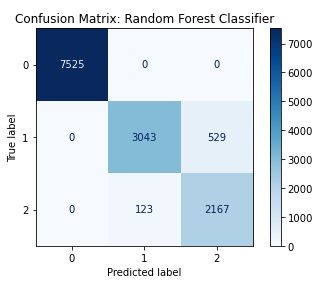 Confusion Matrix: Random Forest Classifier
0 7525 0 0
1 0 3043 529
2 0 123 2167
0 1 2
True label
Predicted label
7000
6000
5000
4000
3000
2000
1000
0